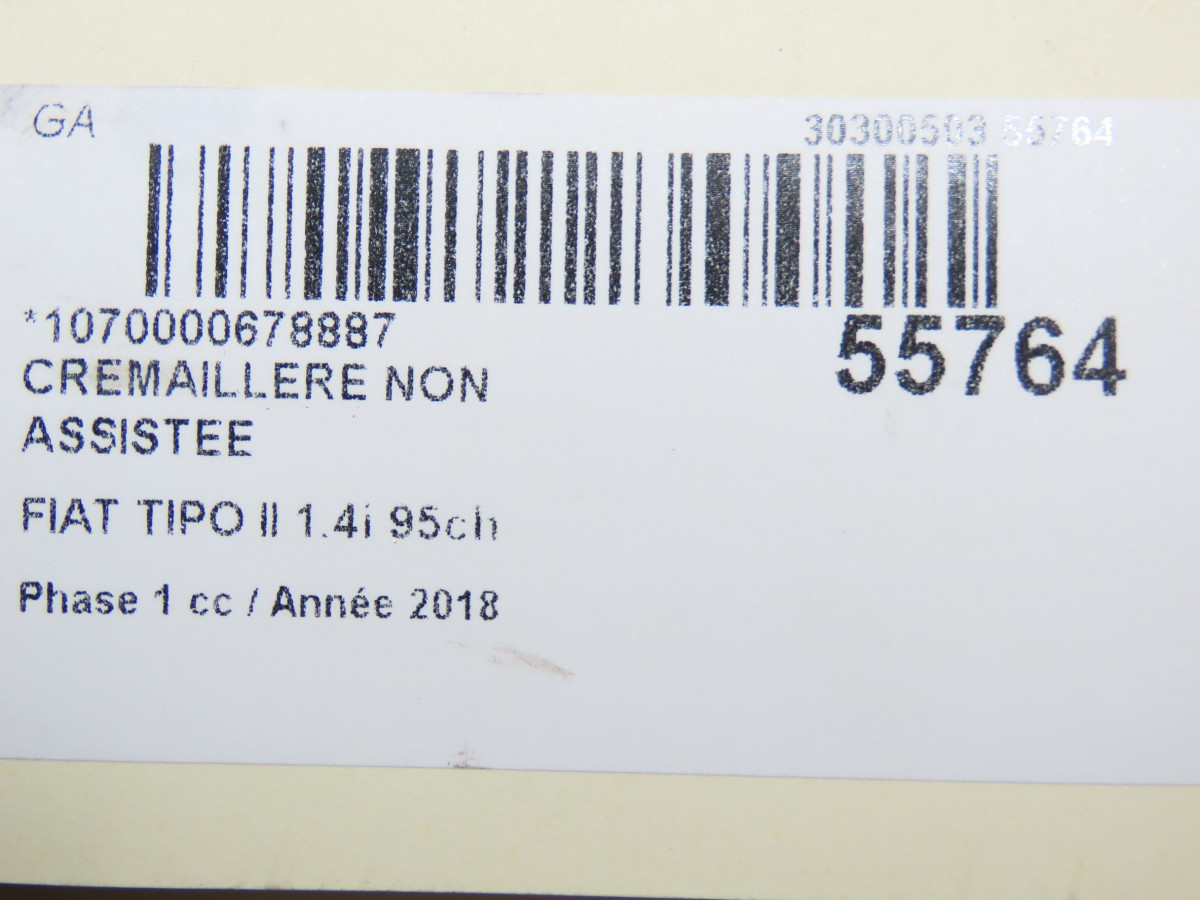 GA
30300503 55764
*1070000678887
55764
CREMAILLERE NON
ASSISTEE
FIAT TIPO II 1.4i 95ch
Phase 1 cc / Année 2018